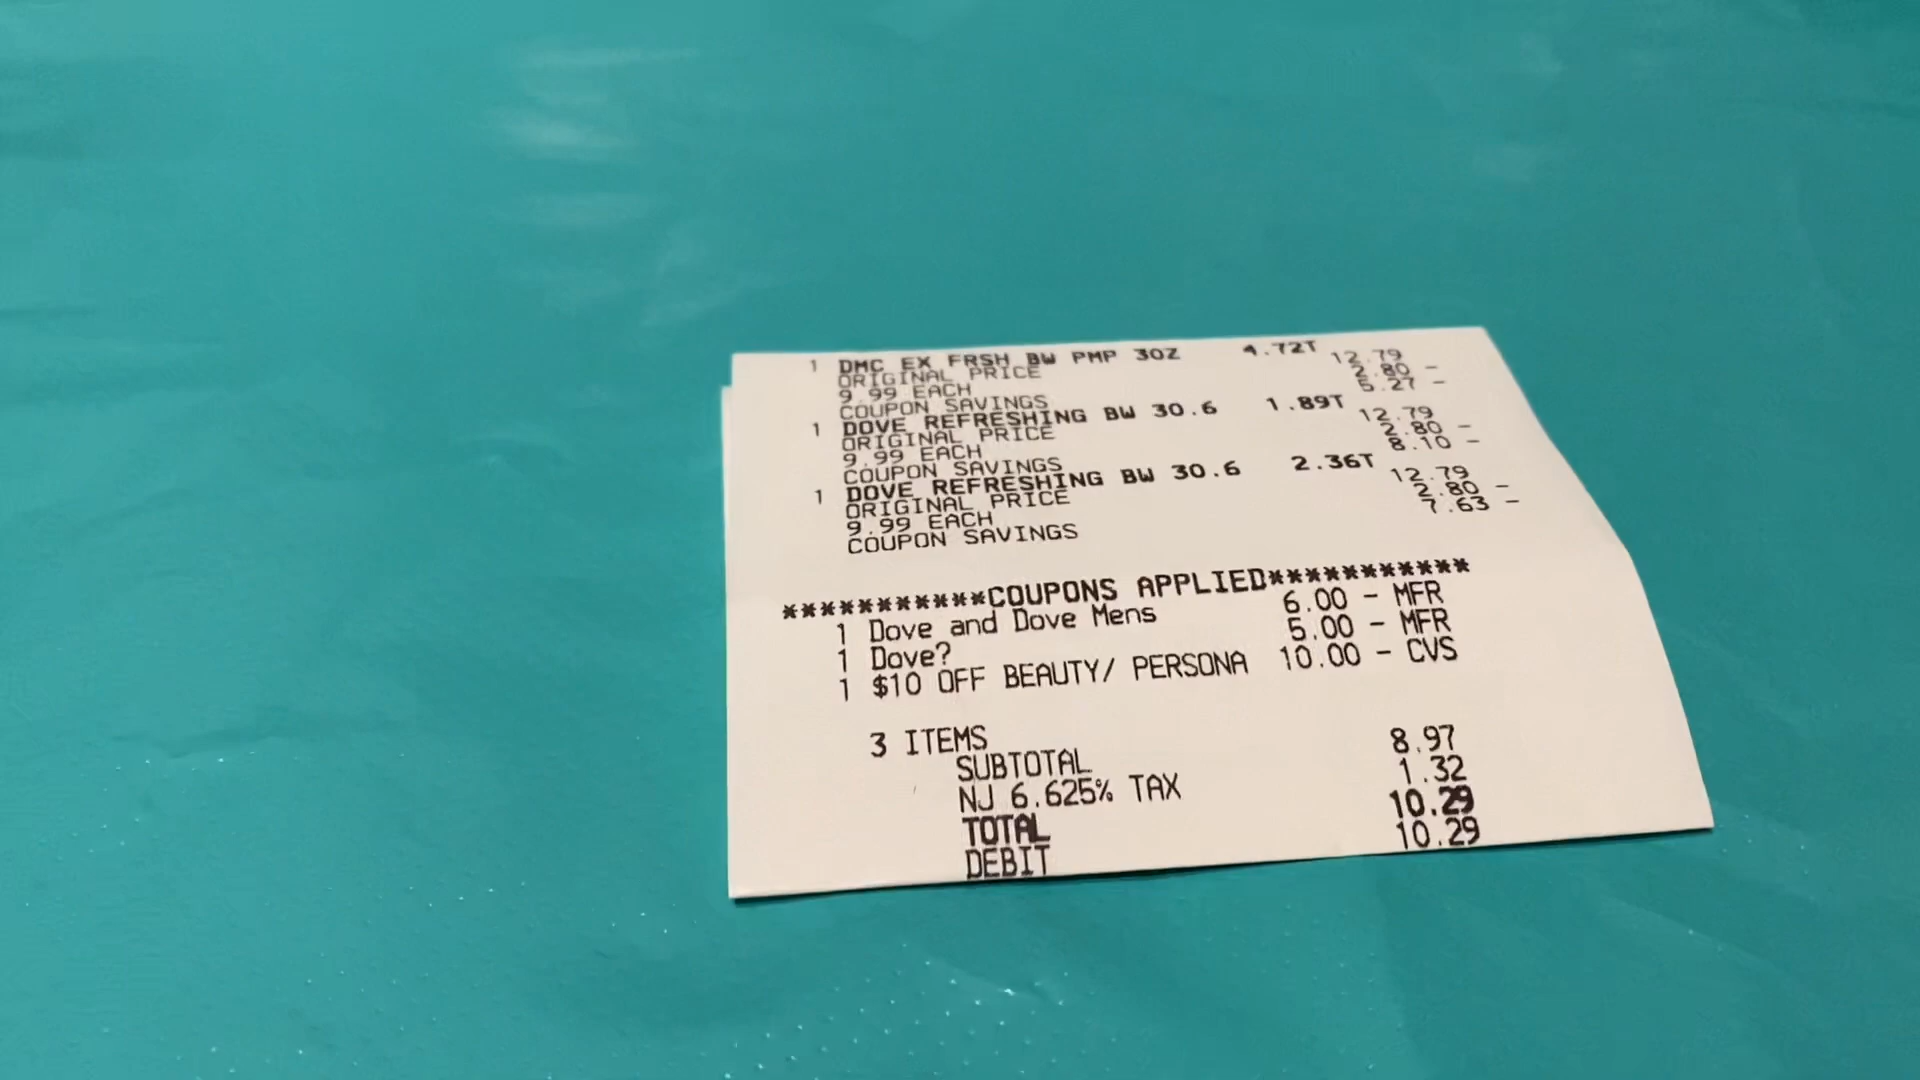 1 DMC EX FRSH BW PMP 30Z 4.72T
ORIGINAL PRICE 12.79
9.99 EACH 2.80 -
COUPON SAVINGS 5.27 -
1 DOVE REFRESHING BW 30.6 1.89T
ORIGINAL PRICE 12.79
9.99 EACH 2.80 -
COUPON SAVINGS 8.10 -
1 DOVE REFRESHING BW 30.6 2.36T
ORIGINAL PRICE 12.79
9.99 EACH 2.80 -
COUPON SAVINGS 7.63 -
***********COUPONS APPLIED***********
1 Dove and Dove Mens 6.00 - MFR
1 Dove? 5.00 - MFR
1 $10 OFF BEAUTY/ PERSONA 10.00 - CVS
3 ITEMS
SUBTOTAL 8.97
NJ 6.625% TAX 1.32
TOTAL 10.29
DEBIT 10.29